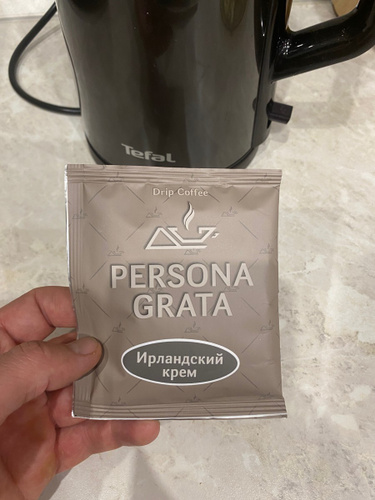 Tefal
Drip Coffee
PERSONA
GRATA
Ирландский
крем